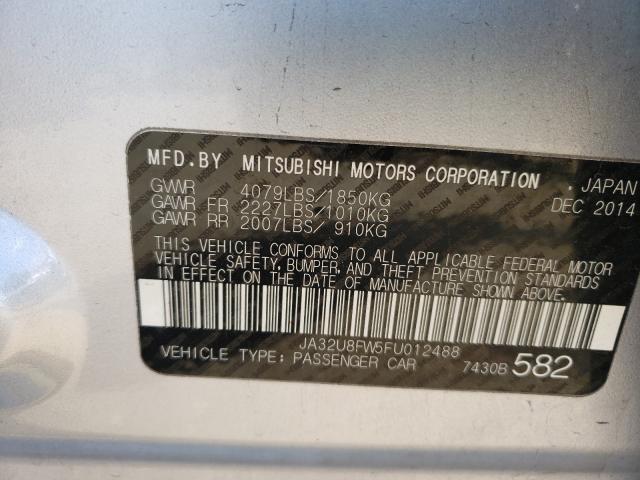 MFD.BY MITSUBISHI MOTORS CORPORATION , JAPAN
GVWR 4079LBS/1850KG DEC 2014
GAWR FR 2227LBS/1010KG
GAWR RR 2007LBS/ 910KG
THIS VEHICLE CONFORMS TO ALL APPLICABLE FEDERAL MOTOR
VEHICLE SAFETY, BUMPER, AND THEFT PREVENTION STANDARDS
IN EFFECT ON THE DATE OF MANUFACTURE SHOWN ABOVE.
JA32U8FW5FU012488
VEHICLE TYPE: PASSENGER CAR 7430B 582